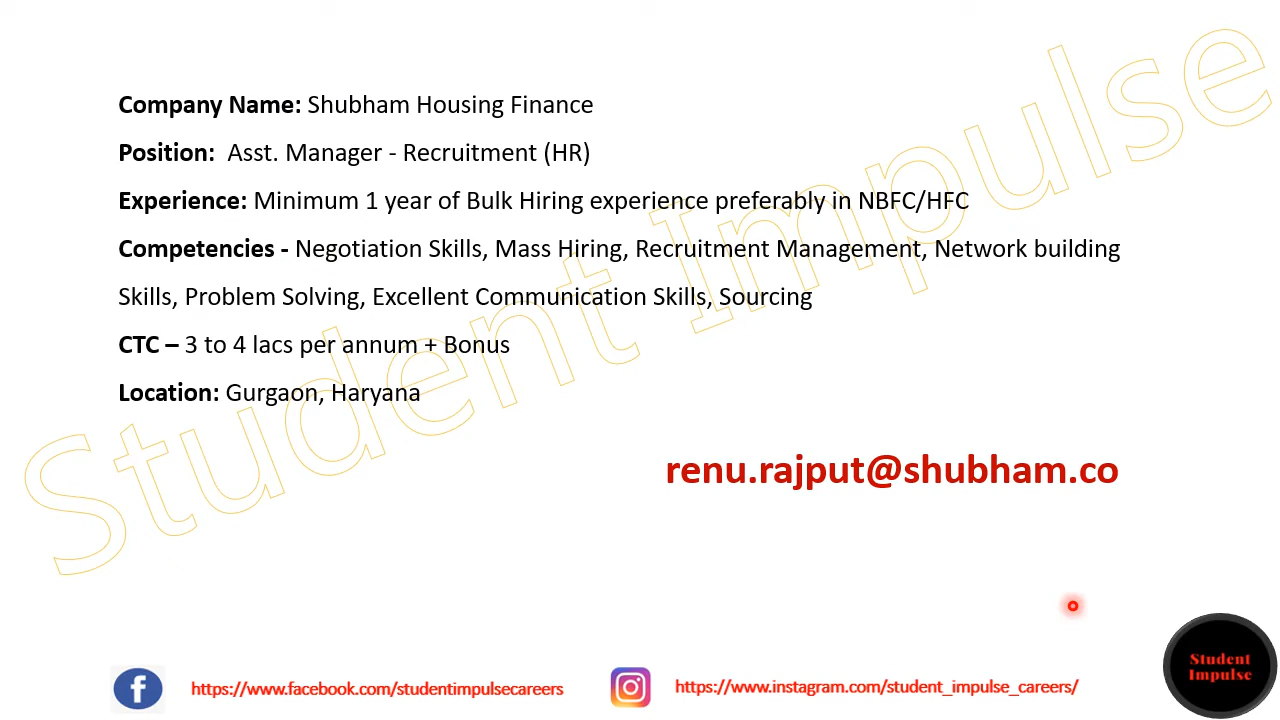 Company Name: Shubham Housing Finance
Position: Asst. Manager - Recruitment (HR)
Experience: Minimum 1 year of Bulk Hiring experience preferably in NBFC/HFC
Competencies - Negotiation Skills, Mass Hiring, Recruitment Management, Network building
Skills, Problem Solving, Excellent Communication Skills, Sourcing
CTC – 3 to 4 lacs per annum + Bonus
Location: Gurgaon, Haryana
Student Impulse
renu.rajput@shubham.co
https://www.facebook.com/studentimpulsecareers
https://www.instagram.com/student_impulse_careers/
Student
Impulse